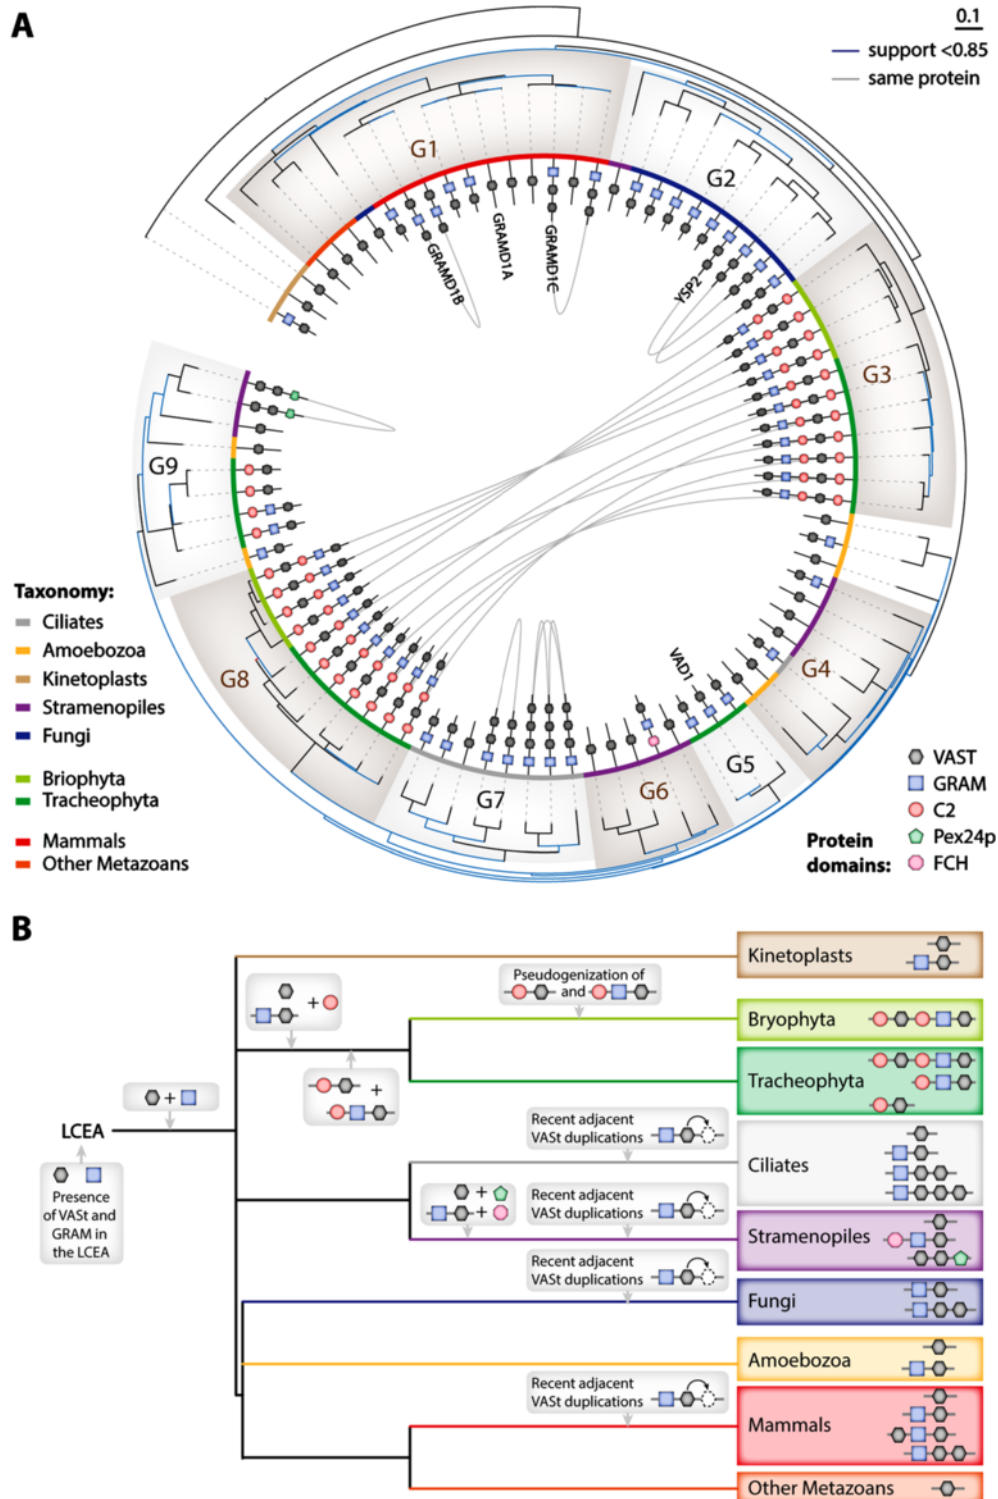 A
0.1
support <0.85
same protein
G1
G2
G3
G4
G5
G6
G7
G8
G9
GRAMD1B
GRAMD1A
GRAMD1C
YSP2
VAD1
Taxonomy:
Ciliates
Amoebozoa
Kinetoplasts
Stramenopiles
Fungi
Briophyta
Tracheophyta
Mammals
Other Metazoans
Protein
domains:
VAST
GRAM
C2
Pex24p
FCH
B
LCEA
+
Presence
of VASt and
GRAM in
the LCEA
+
+
Pseudogenization of
and
Recent adjacent
VASt duplications
+
+
Recent adjacent
VASt duplications
Recent adjacent
VASt duplications
Recent adjacent
VASt duplications
Kinetoplasts
Bryophyta
Tracheophyta
Ciliates
Stramenopiles
Fungi
Amoebozoa
Mammals
Other Metazoans